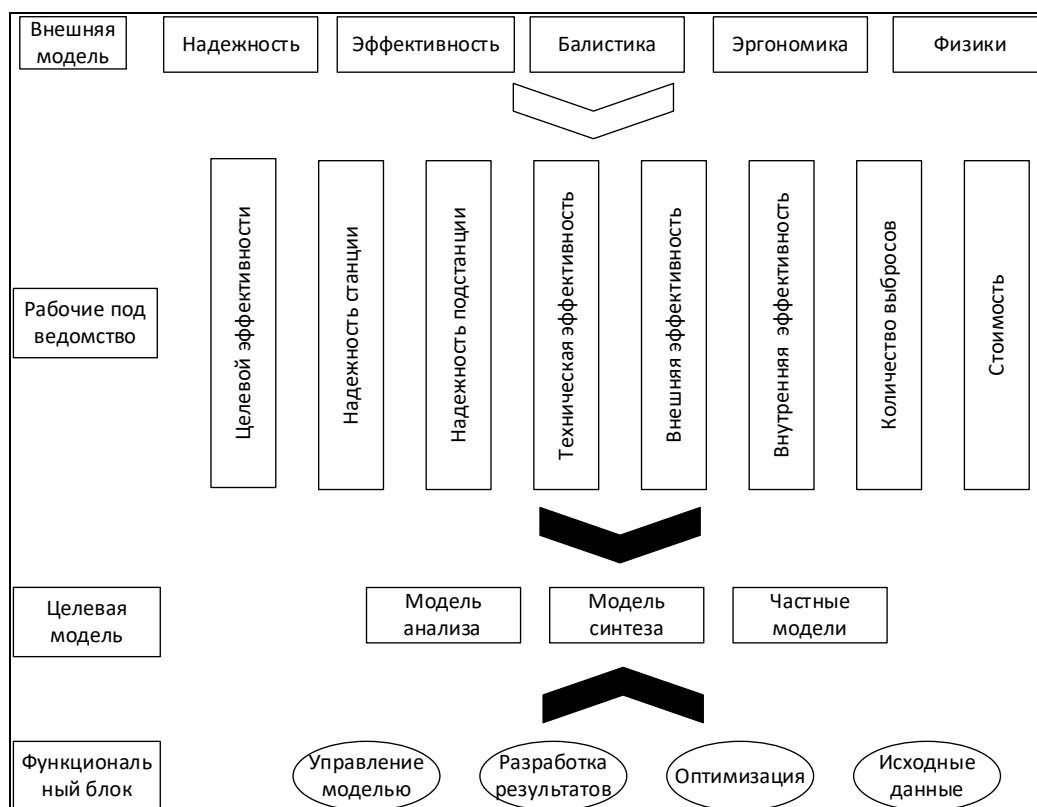 Внешняя
модель
Надежность
Эффективность
Балистика
Эргономика
Физики
Рабочие под
ведомство
Целевой эффективности
Надежность станции
Надежность подстанции
Техническая эффективность
Внешняя эффективность
Внутренняя эффективность
Количество выбросов
Стоимость
Целевая
модель
Модель
анализа
Модель
синтеза
Частные
модели
Функциональ
ный блок
Управление
моделью
Разработка
результатов
Оптимизация
Исходные
данные